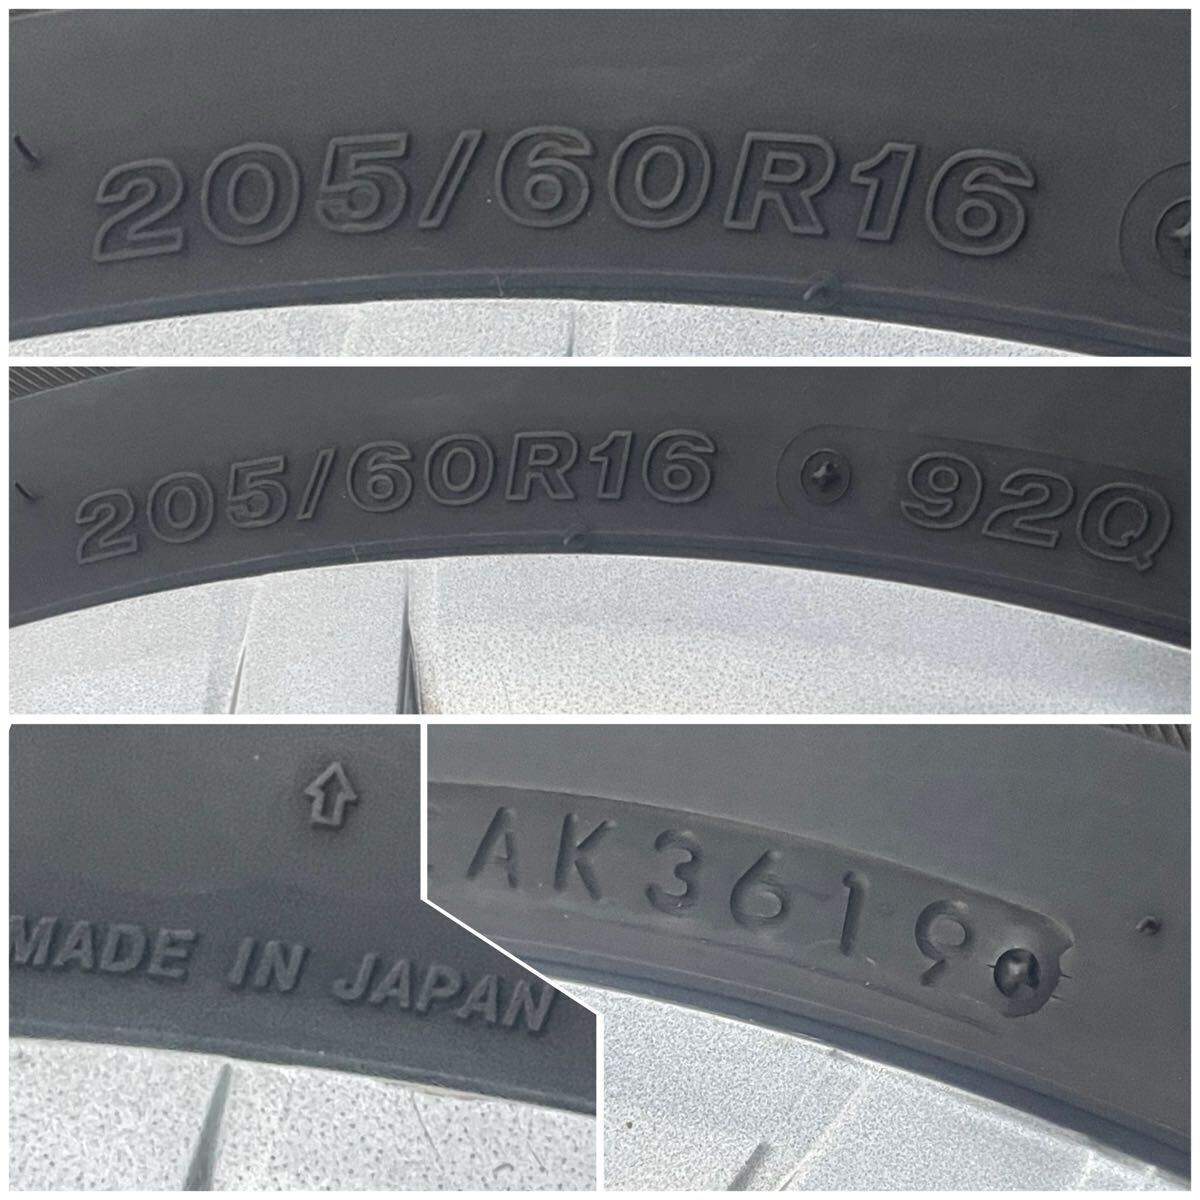 205/60R16
205/60R16 92Q
MADE IN JAPAN
AK3619